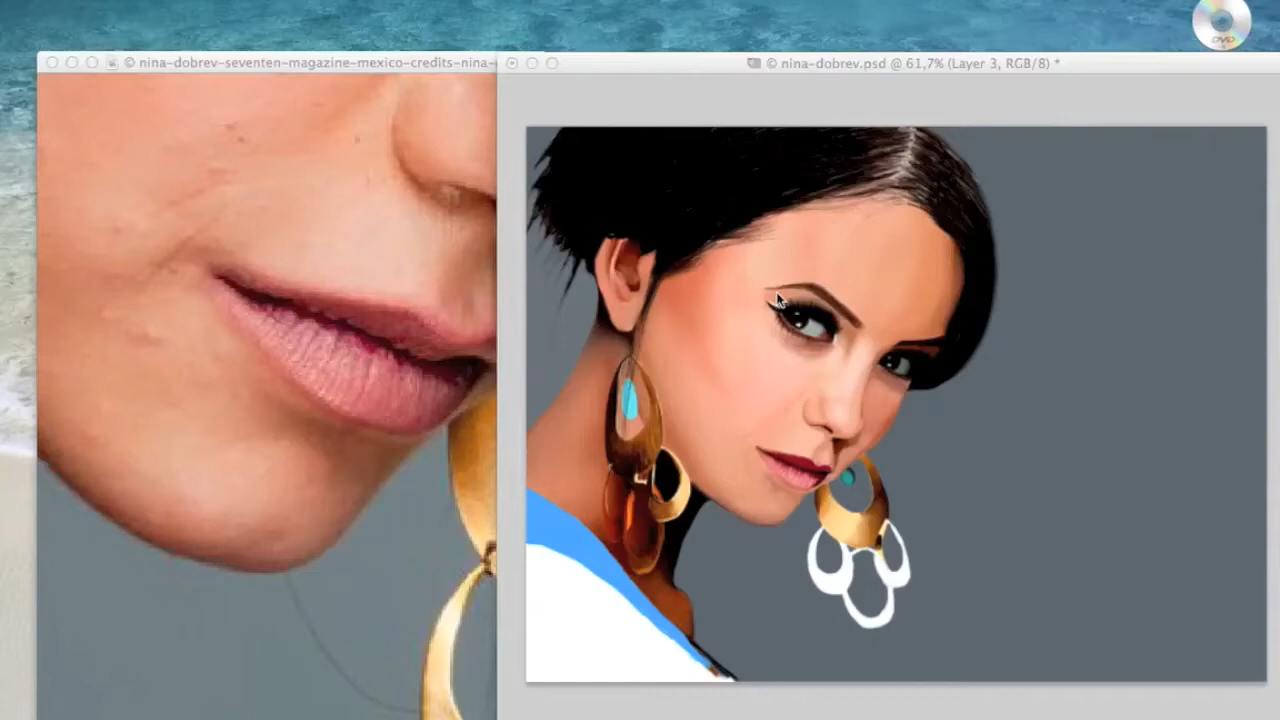 © nina-dobrev-seventen-magazine-mexico-credits-nina-
© nina-dobrev.psd @ 61,7% (Layer 3, RGB/8) *
DVD